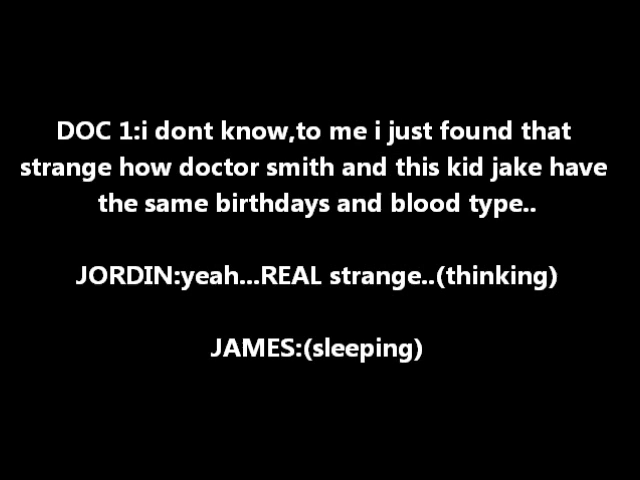 DOC 1:i dont know,to me i just found that
strange how doctor smith and this kid jake have
the same birthdays and blood type..
JORDIN:yeah...REAL strange..(thinking)
JAMES:(sleeping)